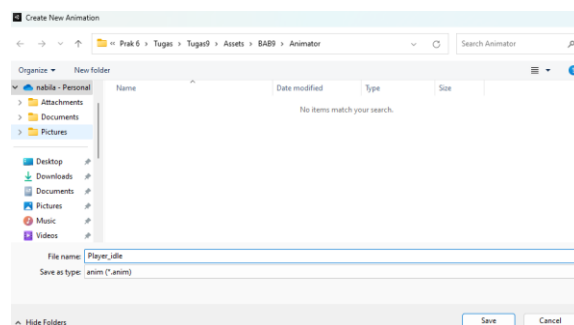 Create New Animation
« Prak 6 > Tugas > Tugas9 > Assets > BAB9 > Animator
Search Animator
Organize
New folder
Name
Date modified
Type
Size
No items match your search.
nabila - Personal
Attachments
Documents
Pictures
Desktop
Downloads
Documents
Pictures
Music
Videos
File name: Player_idle
Save as type: anim (*.anim)
Hide Folders
Save
Cancel